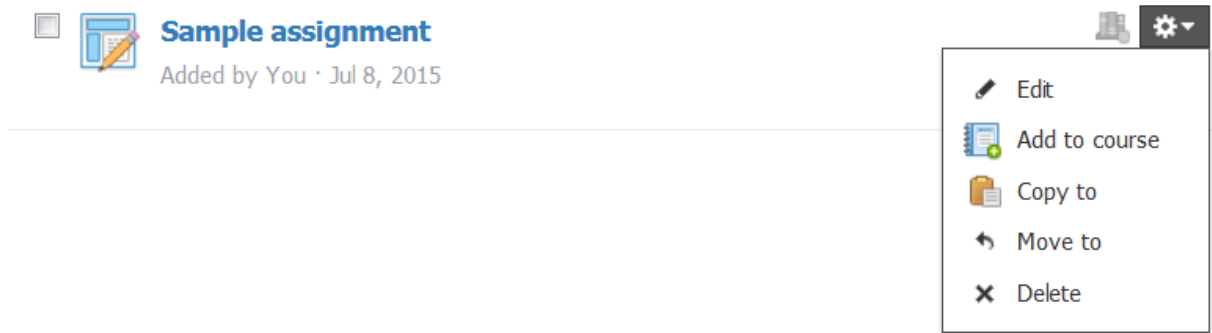 Sample assignment
Added by You · Jul 8, 2015
Edit
Add to course
Copy to
Move to
Delete